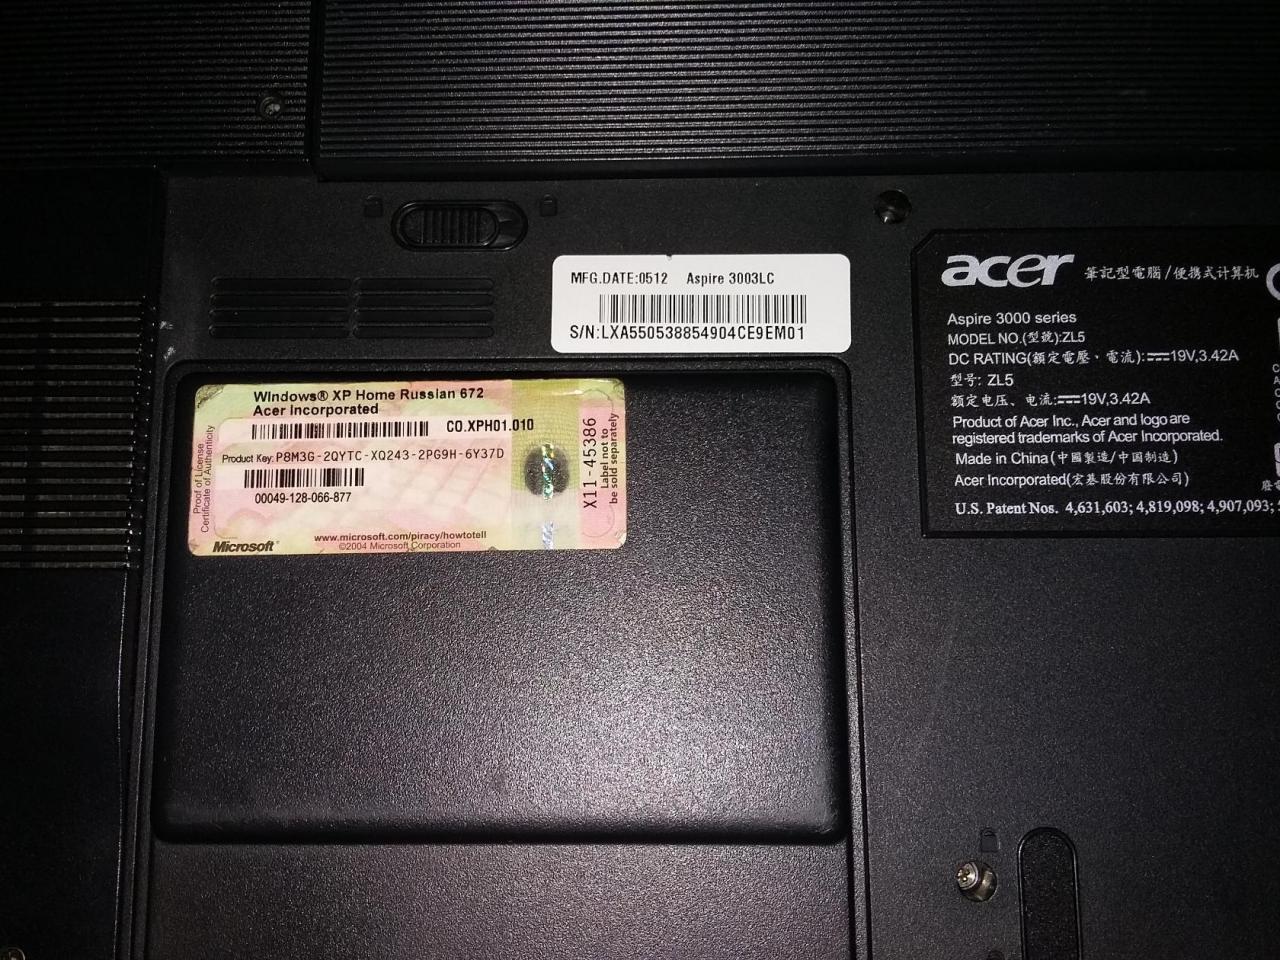 MFG.DATE:0512 Aspire 3003LC
S/N:LXA550538854904CE9EM01
Windows® XP Home Russian 672
Acer Incorporated
CO.XPH01.010
Product Key: P8M3G-2QYTC-XQ243-2PG9H-6Y37D
00049-128-066-877
Proof of License
Certificate of Authenticity
X11-45386
Label not to
be sold separately
www.microsoft.com/piracy/howtotell
©2004 Microsoft Corporation
Microsoft®
acer 筆記型電腦/便携式计算机
Aspire 3000 series
MODEL NO.(型號):ZL5
DC RATING(額定電壓、電流):⎓19V,3.42A
型号: ZL5
额定电压、电流:⎓19V,3.42A
Product of Acer Inc., Acer and logo are
registered trademarks of Acer Incorporated.
Made in China(中國製造/中国制造)
Acer Incorporated(宏碁股份有限公司)
U.S. Patent Nos. 4,631,603; 4,819,098; 4,907,093;